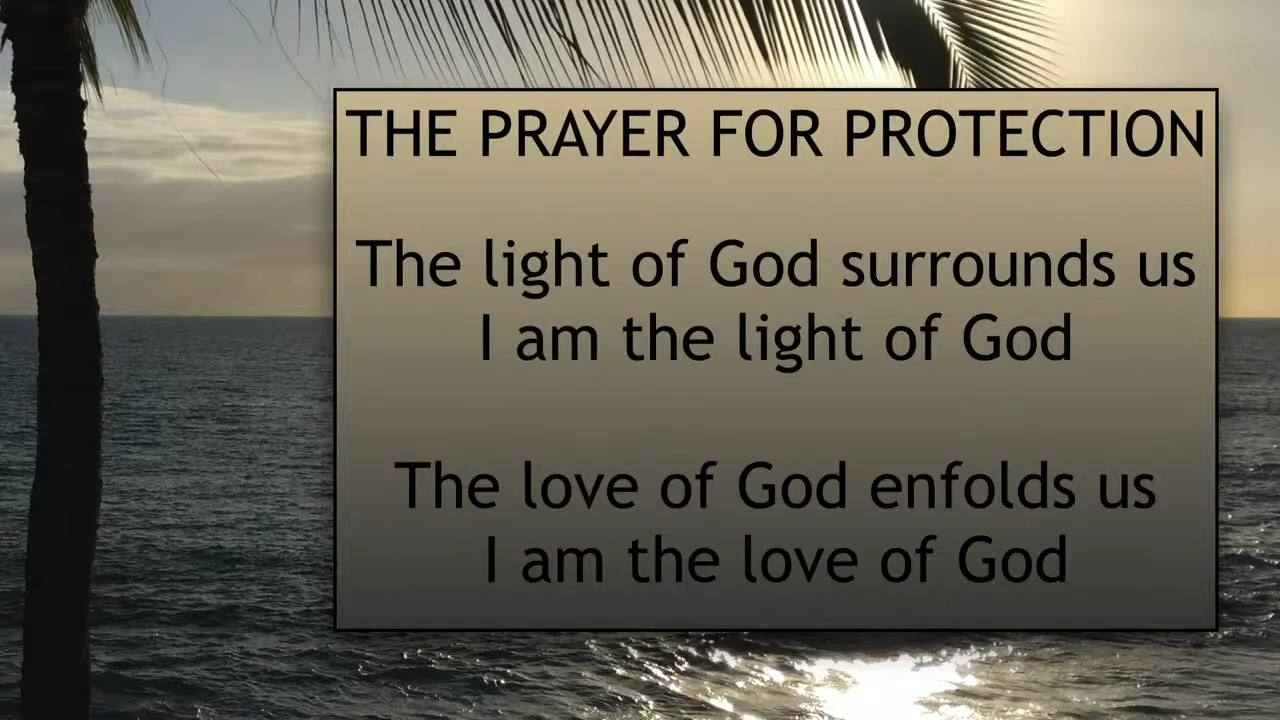 THE PRAYER FOR PROTECTION
The light of God surrounds us
I am the light of God
The love of God enfolds us
I am the love of God